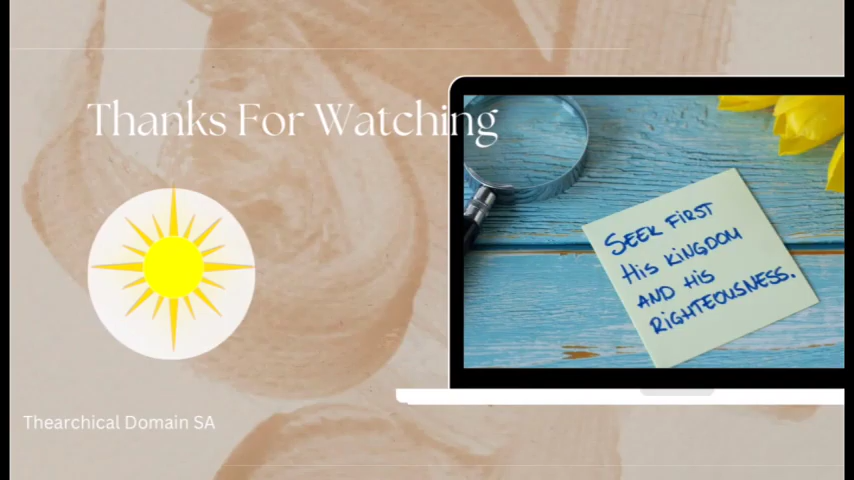 Thanks For Watching
SEEK FIRST
HIS KINGDOM
AND HIS
RIGHTEOUSNESS.
Thearchical Domain SA